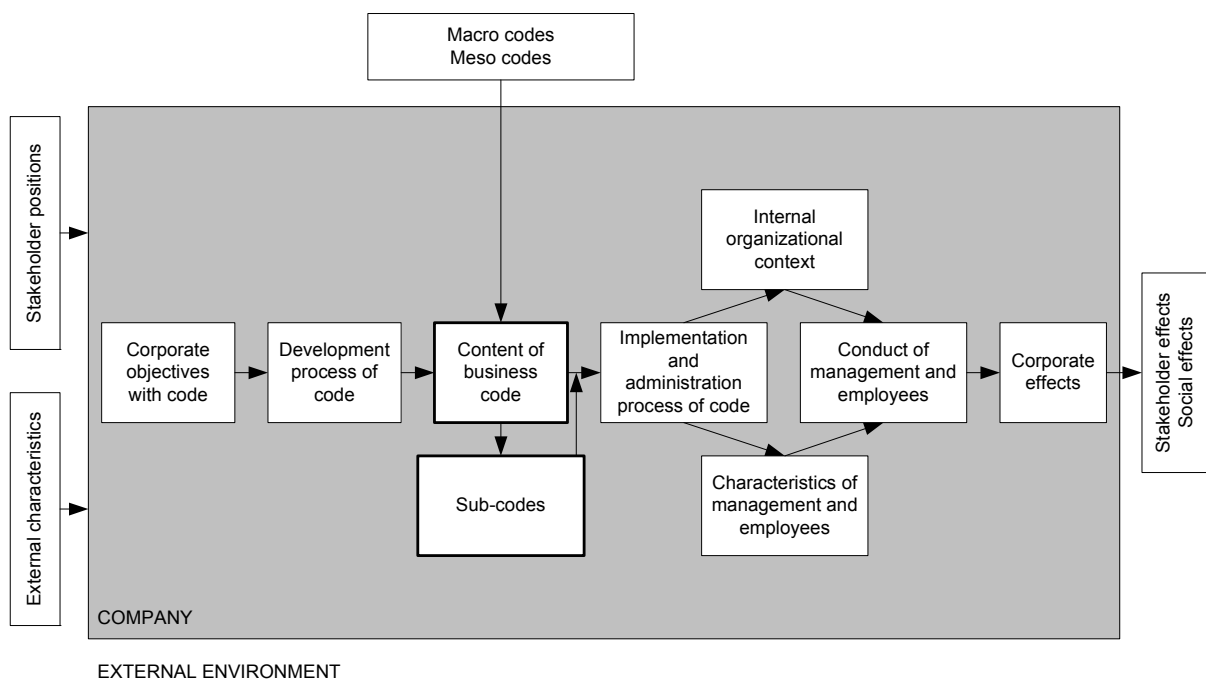 Macro codes
Meso codes
Stakeholder positions
External characteristics
Corporate
objectives
with code
Development
process of
code
Content of
business
code
Sub-codes
Implementation
and
administration
process of code
Internal
organizational
context
Characteristics of
management and
employees
Conduct of
management and
employees
Corporate
effects
Stakeholder effects
Social effects
COMPANY
EXTERNAL ENVIRONMENT